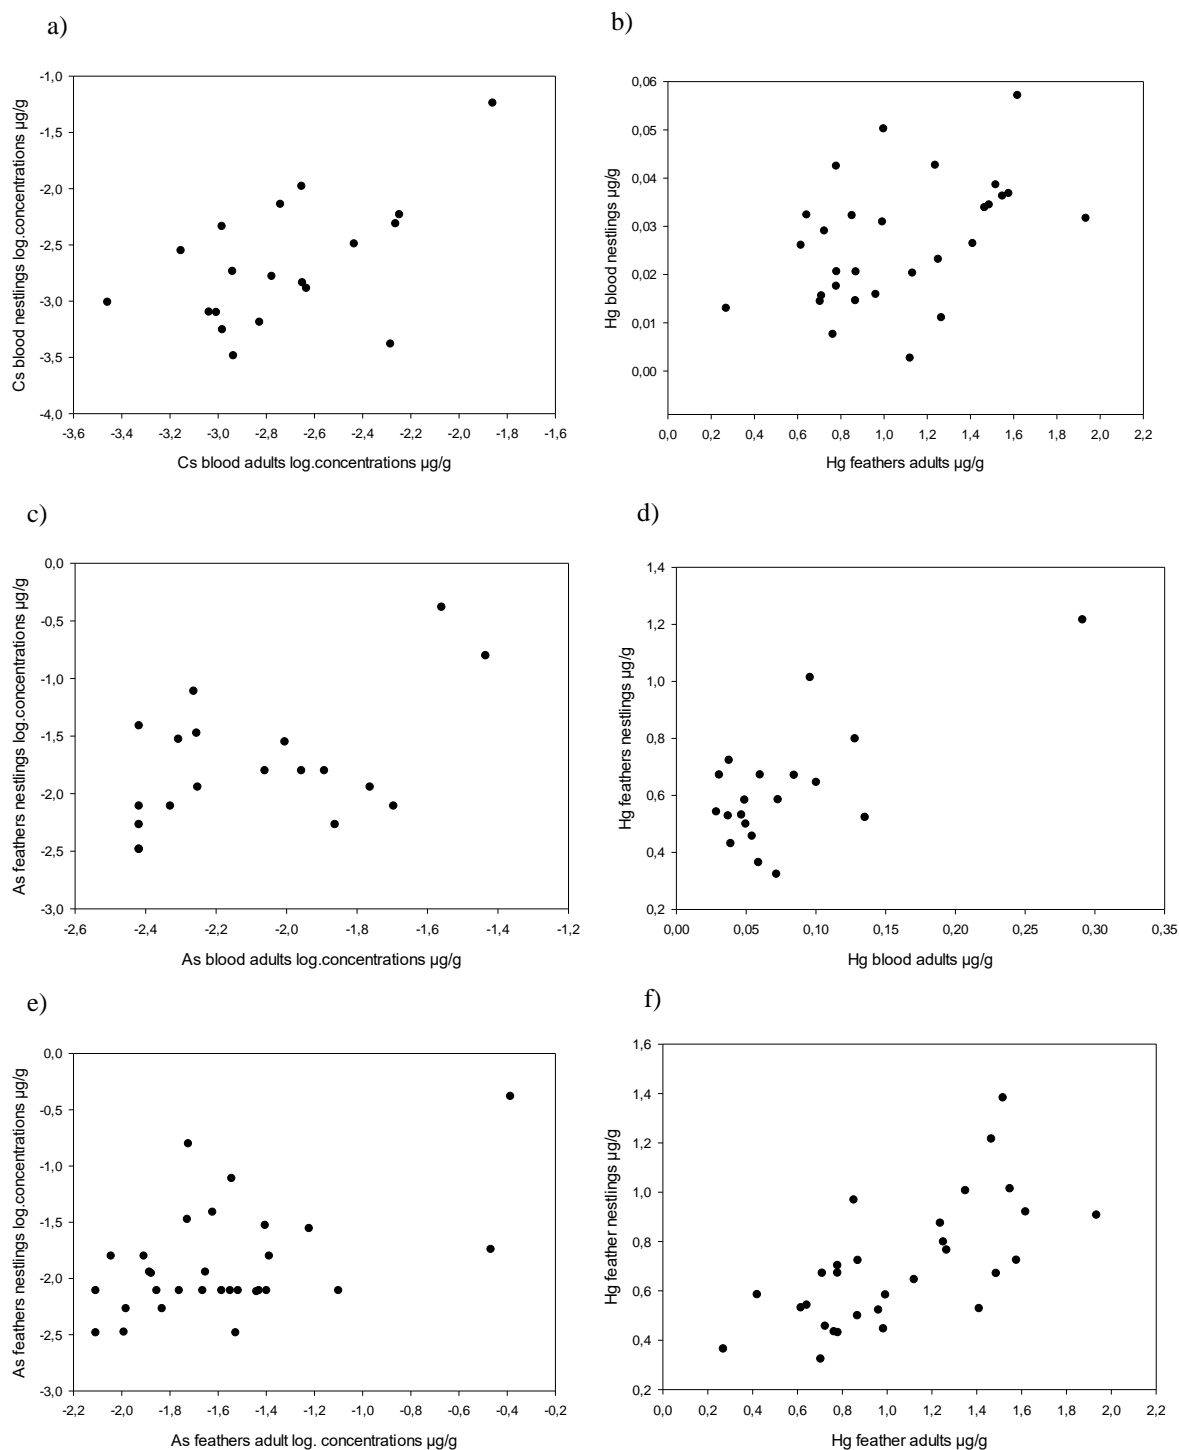 a)
b)
-1,0
-1,5
-2,0
-2,5
-3,0
-3,5
-4,0
Cs blood nestlings log.concentrations µg/g
-3,6 -3,4 -3,2 -3,0 -2,8 -2,6 -2,4 -2,2 -2,0 -1,8 -1,6
Cs blood adults log.concentrations µg/g
0,06
0,05
0,04
0,03
0,02
0,01
0,00
Hg blood nestlings µg/g
0,0 0,2 0,4 0,6 0,8 1,0 1,2 1,4 1,6 1,8 2,0 2,2
Hg feathers adults µg/g
c)
d)
0,0
-0,5
-1,0
-1,5
-2,0
-2,5
-3,0
As feathers nestlings log.concentrations µg/g
-2,6 -2,4 -2,2 -2,0 -1,8 -1,6 -1,4 -1,2
As blood adults log.concentrations µg/g
1,4
1,2
1,0
0,8
0,6
0,4
0,2
Hg feathers nestlings µg/g
0,00 0,05 0,10 0,15 0,20 0,25 0,30 0,35
Hg blood adults µg/g
e)
f)
0,0
-0,5
-1,0
-1,5
-2,0
-2,5
-3,0
As feathers nestlings log.concentrations µg/g
-2,2 -2,0 -1,8 -1,6 -1,4 -1,2 -1,0 -0,8 -0,6 -0,4 -0,2
As feathers adult log. concentrations µg/g
1,6
1,4
1,2
1,0
0,8
0,6
0,4
0,2
Hg feather nestlings µg/g
0,0 0,2 0,4 0,6 0,8 1,0 1,2 1,4 1,6 1,8 2,0 2,2
Hg feather adults µg/g